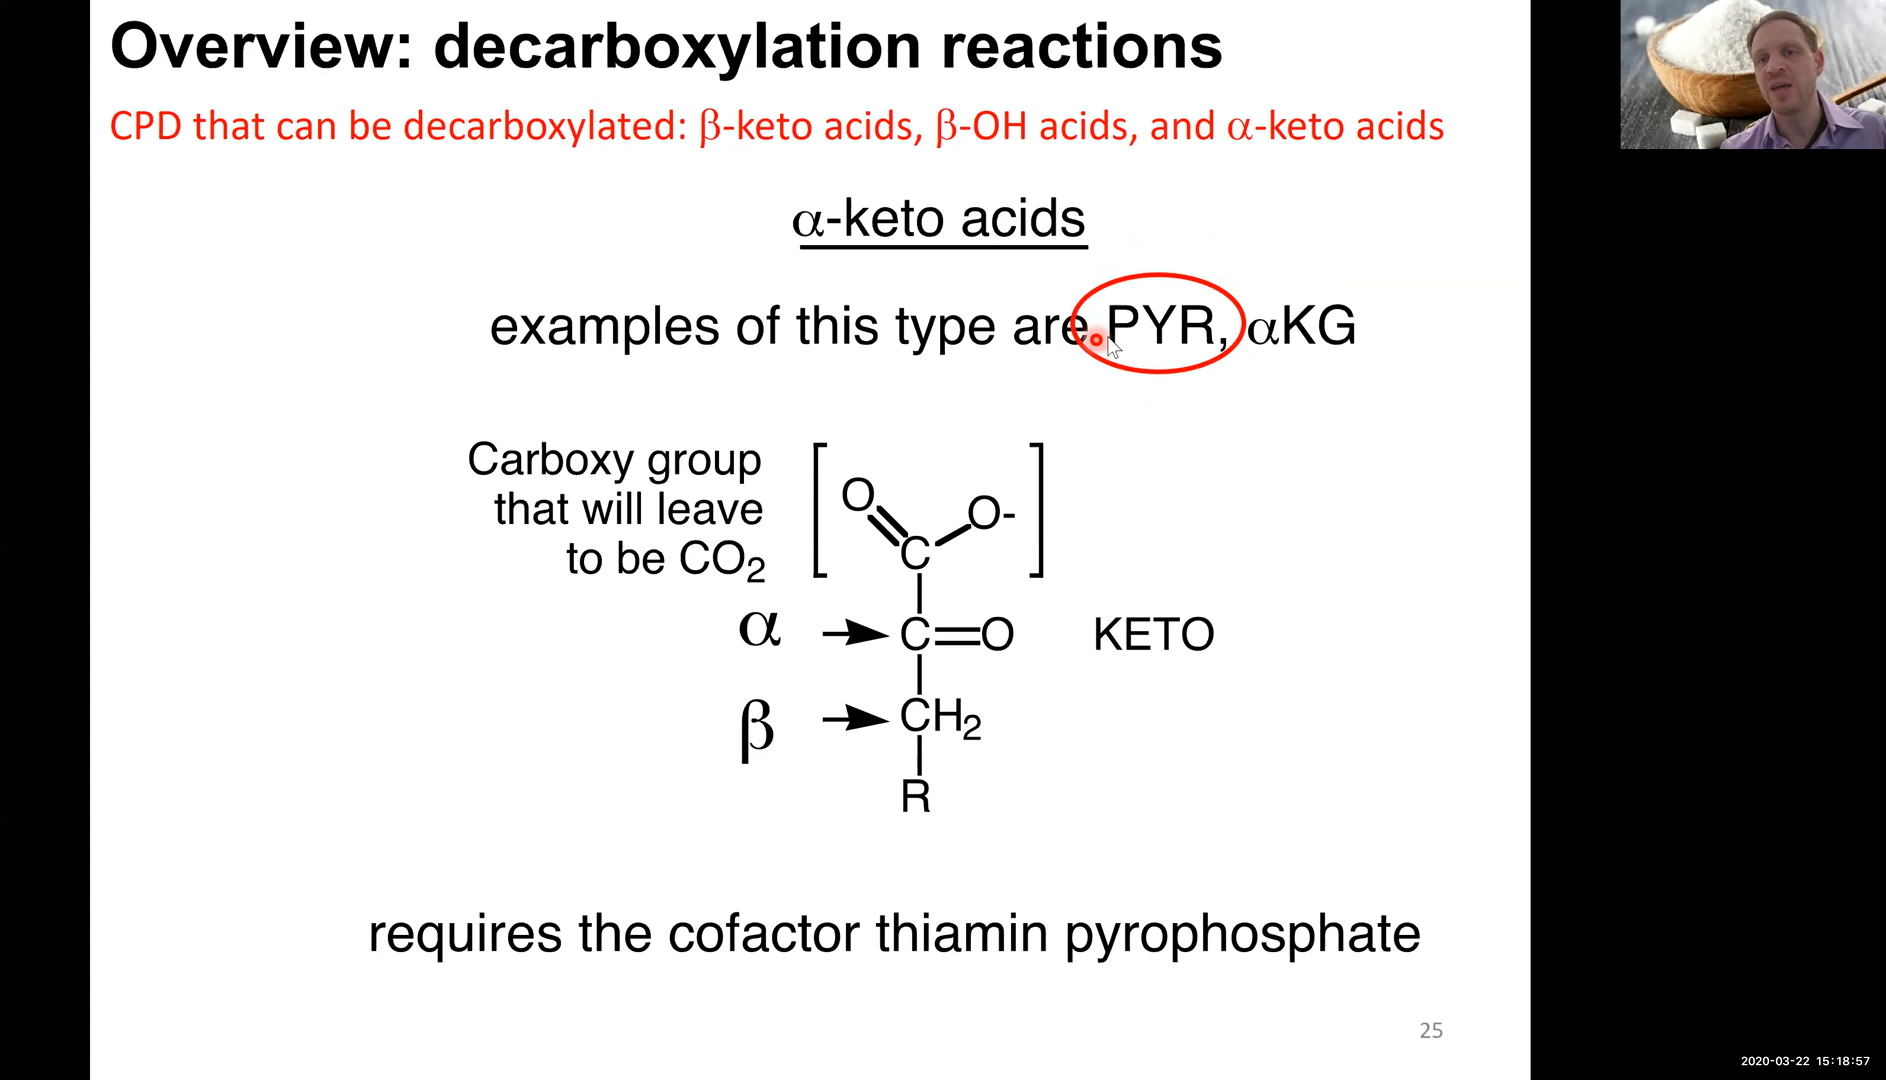 Overview: decarboxylation reactions
CPD that can be decarboxylated: β-keto acids, β-OH acids, and α-keto acids
α-keto acids
examples of this type are PYR, αKG
Carboxy group
that will leave
to be CO₂
O
O-
C
α
C=O
KETO
β
CH₂
R
requires the cofactor thiamin pyrophosphate
25
2020-03-22 15:18:57